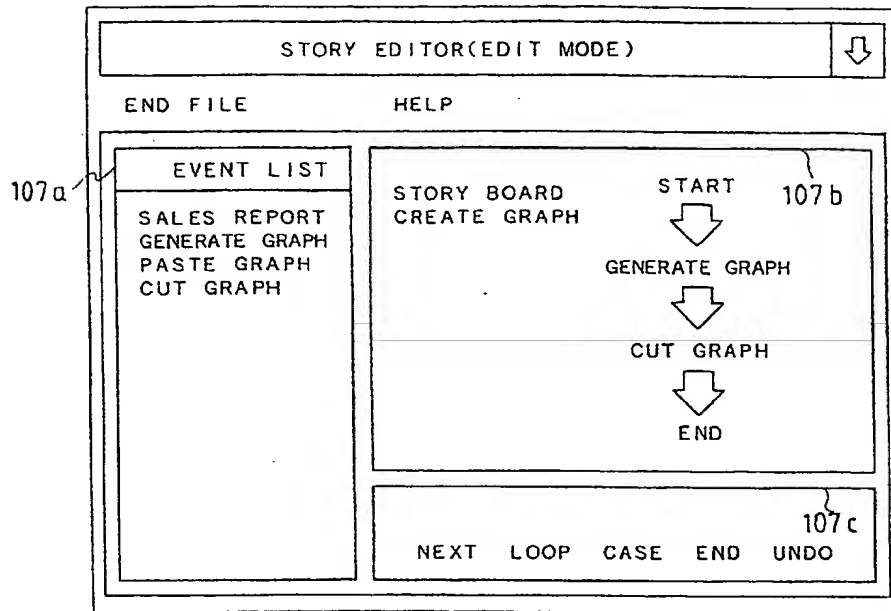 STORY EDITOR(EDIT MODE)
END FILE HELP
107a
EVENT LIST
SALES REPORT
GENERATE GRAPH
PASTE GRAPH
CUT GRAPH
107b
STORY BOARD
CREATE GRAPH
START
GENERATE GRAPH
CUT GRAPH
END
107c
NEXT LOOP CASE END UNDO